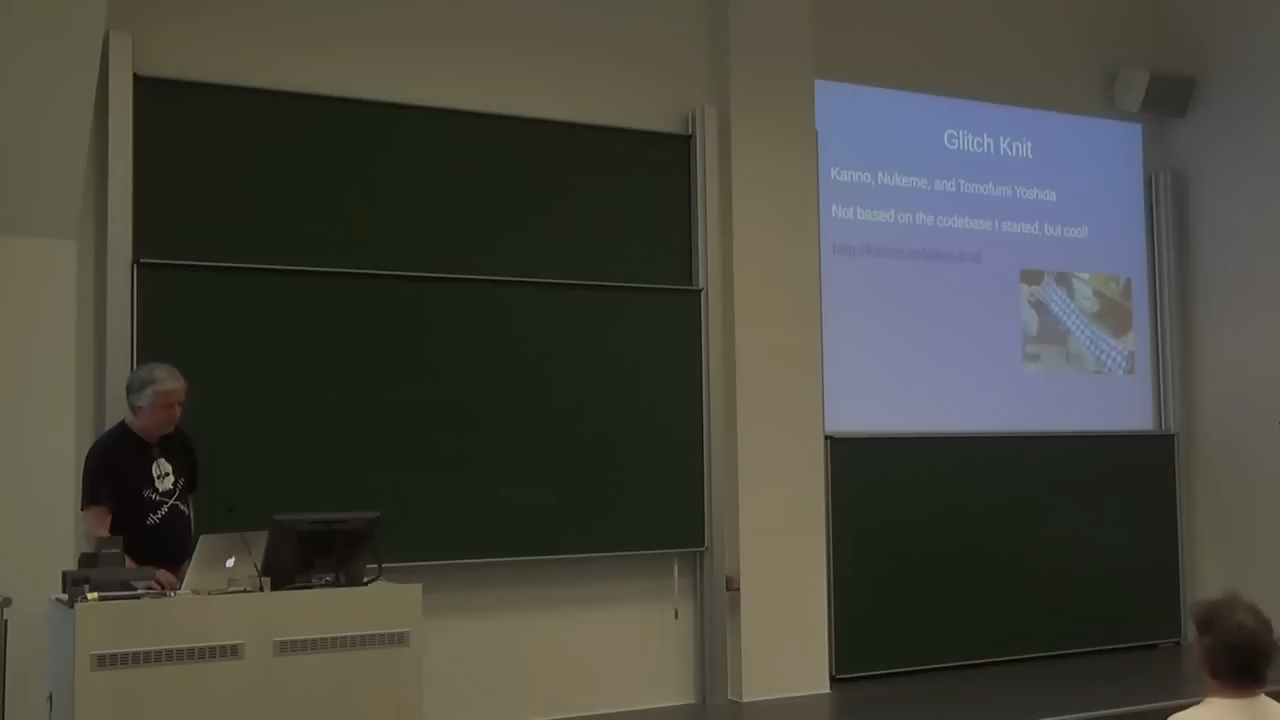 Glitch Knit
Kanno, Nukeme, and Tomofumi Yoshida
Not based on the codebase I started, but cool!